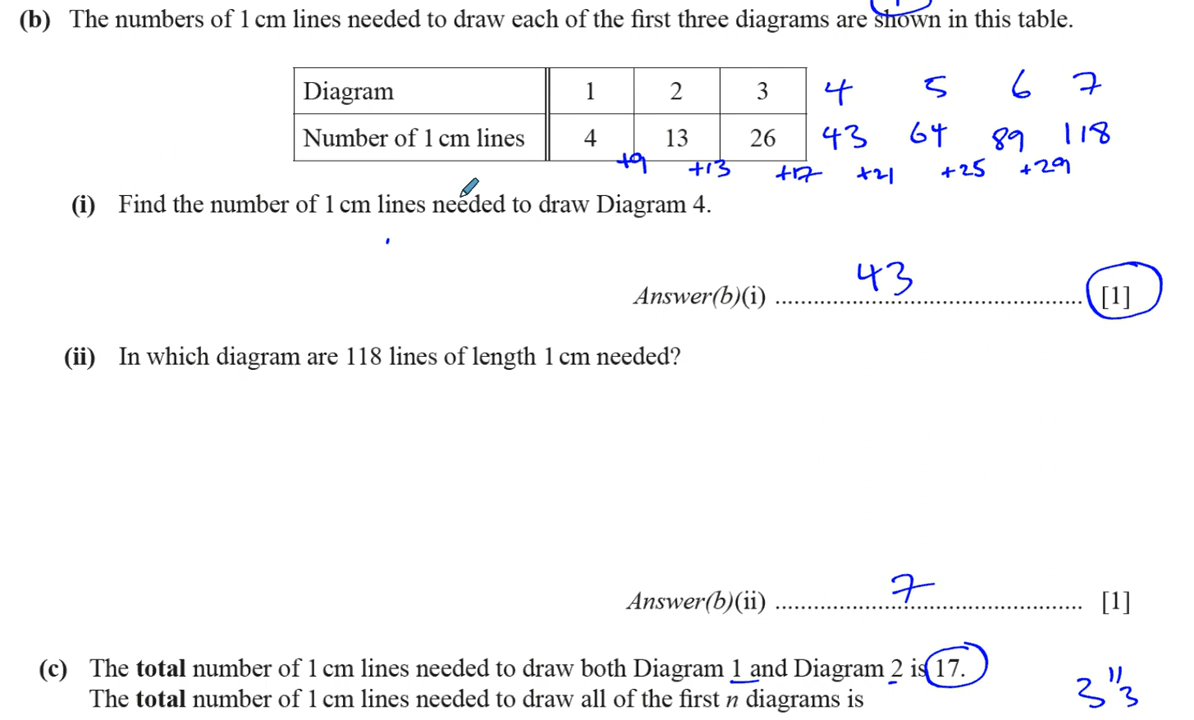 (b) The numbers of 1 cm lines needed to draw each of the first three diagrams are shown in this table.
Diagram 1 2 3 4 5 6 7
Number of 1 cm lines 4 13 26 43 64 89 118
+9 +13 +17 +21 +25 +29
(i) Find the number of 1 cm lines needed to draw Diagram 4.
43
Answer(b)(i) ................................................ [1]
(ii) In which diagram are 118 lines of length 1 cm needed?
7
Answer(b)(ii) ................................................ [1]
(c) The total number of 1 cm lines needed to draw both Diagram 1 and Diagram 2 is 17.
The total number of 1 cm lines needed to draw all of the first n diagrams is